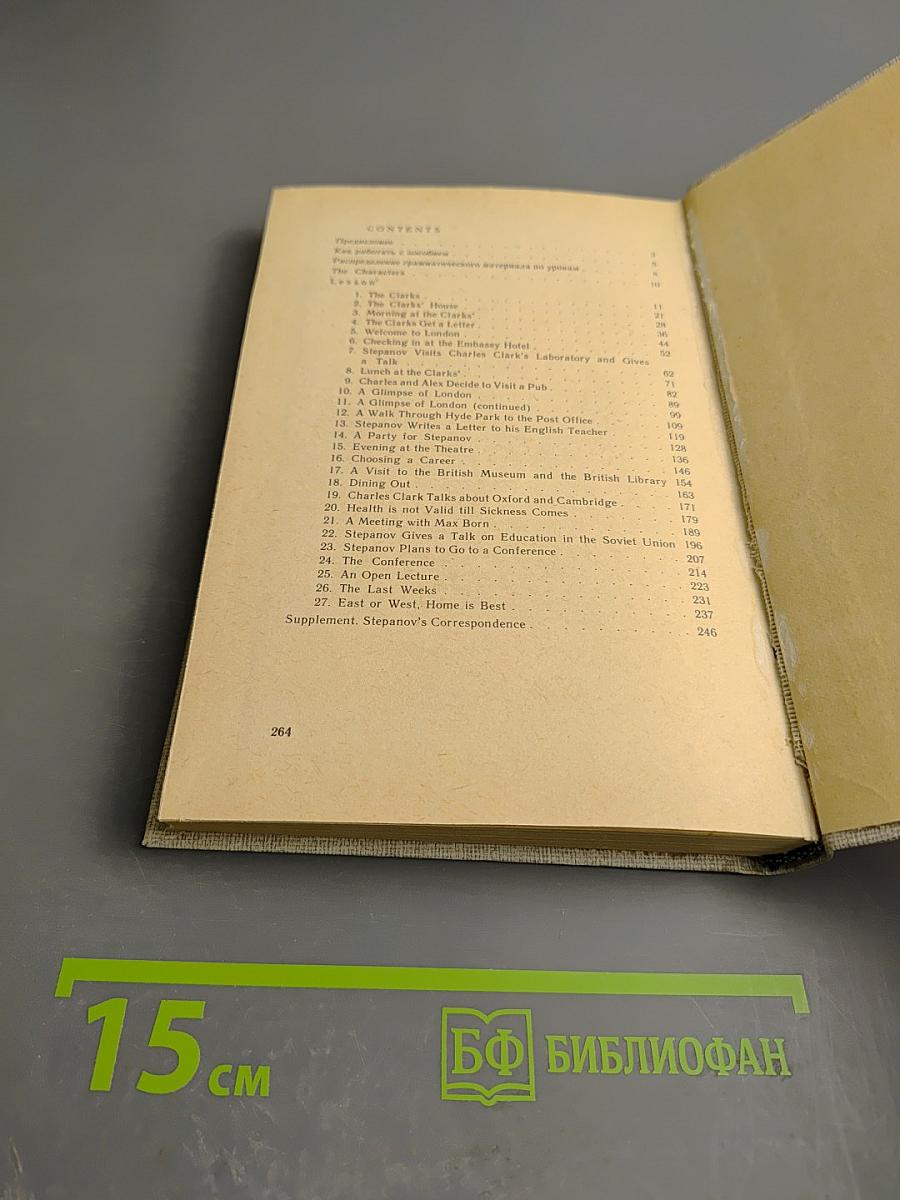 CONTENTS
Предисловие . 3
Как работать с пособием . 5
Распределение грамматического материала по урокам . 8
The Characters 10
Lesson
1. The Clarks . 11
2. The Clarks' House 21
3. Morning at the Clarks' 28
4. The Clarks Get a Letter . 36
5. Welcome to London . 44
6. Checking in at the Embassy Hotel . 52
7. Stepanov Visits Charles Clark's Laboratory and Gives
a Talk . 62
8. Lunch at the Clarks' . 71
9. Charles and Alex Decide to Visit a Pub . 82
10. A Glimpse of London . 89
11. A Glimpse of London (continued) 99
12. A Walk Through Hyde Park to the Post Office . 109
13. Stepanov Writes a Letter to his English Teacher . 119
14. A Party for Stepanov . 128
15. Evening at the Theatre . 136
16. Choosing a Career . 146
17. A Visit to the British Museum and the British Library 154
18. Dining Out . 163
19. Charles Clark Talks about Oxford and Cambridge . 171
20. Health is not Valid till Sickness Comes . 179
21. A Meeting with Max Born . 189
22. Stepanov Gives a Talk on Education in the Soviet Union 196
23. Stepanov Plans to Go to a Conference . 207
24. The Conference . 214
25. An Open Lecture . 223
26. The Last Weeks . 231
27. East or West, Home is Best . 237
Supplement. Stepanov's Correspondence . 246
264
15 см
БФ БИБЛИОФАН